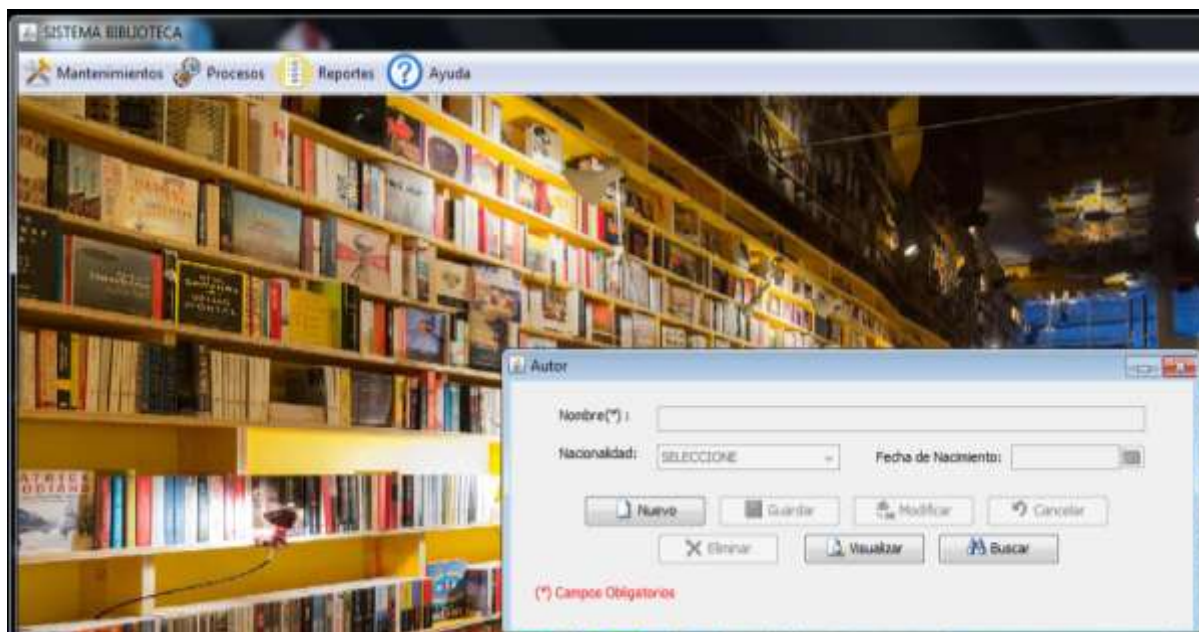 SISTEMA BIBLIOTECA
Mantenimientos Procesos Reportes Ayuda
Autor
Nombre(*) :
Nacionalidad: SELECCIONE Fecha de Nacimiento:
Nuevo Guardar Modificar Cancelar
Eliminar Visualizar Buscar
(*) Campos Obligatorios